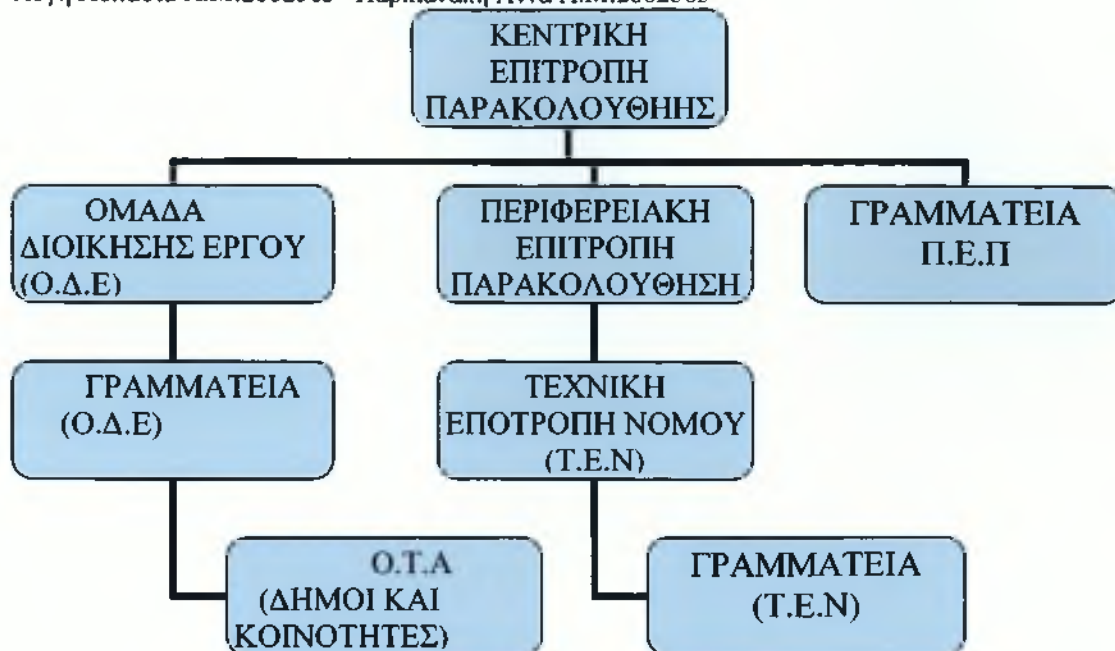 ΚΕΝΤΡΙΚΗ
ΕΠΙΤΡΟΠΗ
ΠΑΡΑΚΟΛΟΥΘΗΗΣ
ΟΜΑΔΑ
ΔΙΟΙΚΗΣΗΣ ΕΡΓΟΥ
(Ο.Δ.Ε)
ΠΕΡΙΦΕΡΕΙΑΚΗ
ΕΠΙΤΡΟΠΗ
ΠΑΡΑΚΟΛΟΥΘΗΣΗ
ΓΡΑΜΜΑΤΕΙΑ
Π.Ε.Π
ΓΡΑΜΜΑΤΕΙΑ
(Ο.Δ.Ε)
ΤΕΧΝΙΚΗ
ΕΠΟΤΡΟΠΗ ΝΟΜΟΥ
(Τ.Ε.Ν)
Ο.Τ.Α
(ΔΗΜΟΙ ΚΑΙ
ΚΟΙΝΟΤΗΤΕΣ)
ΓΡΑΜΜΑΤΕΙΑ
(Τ.Ε.Ν)